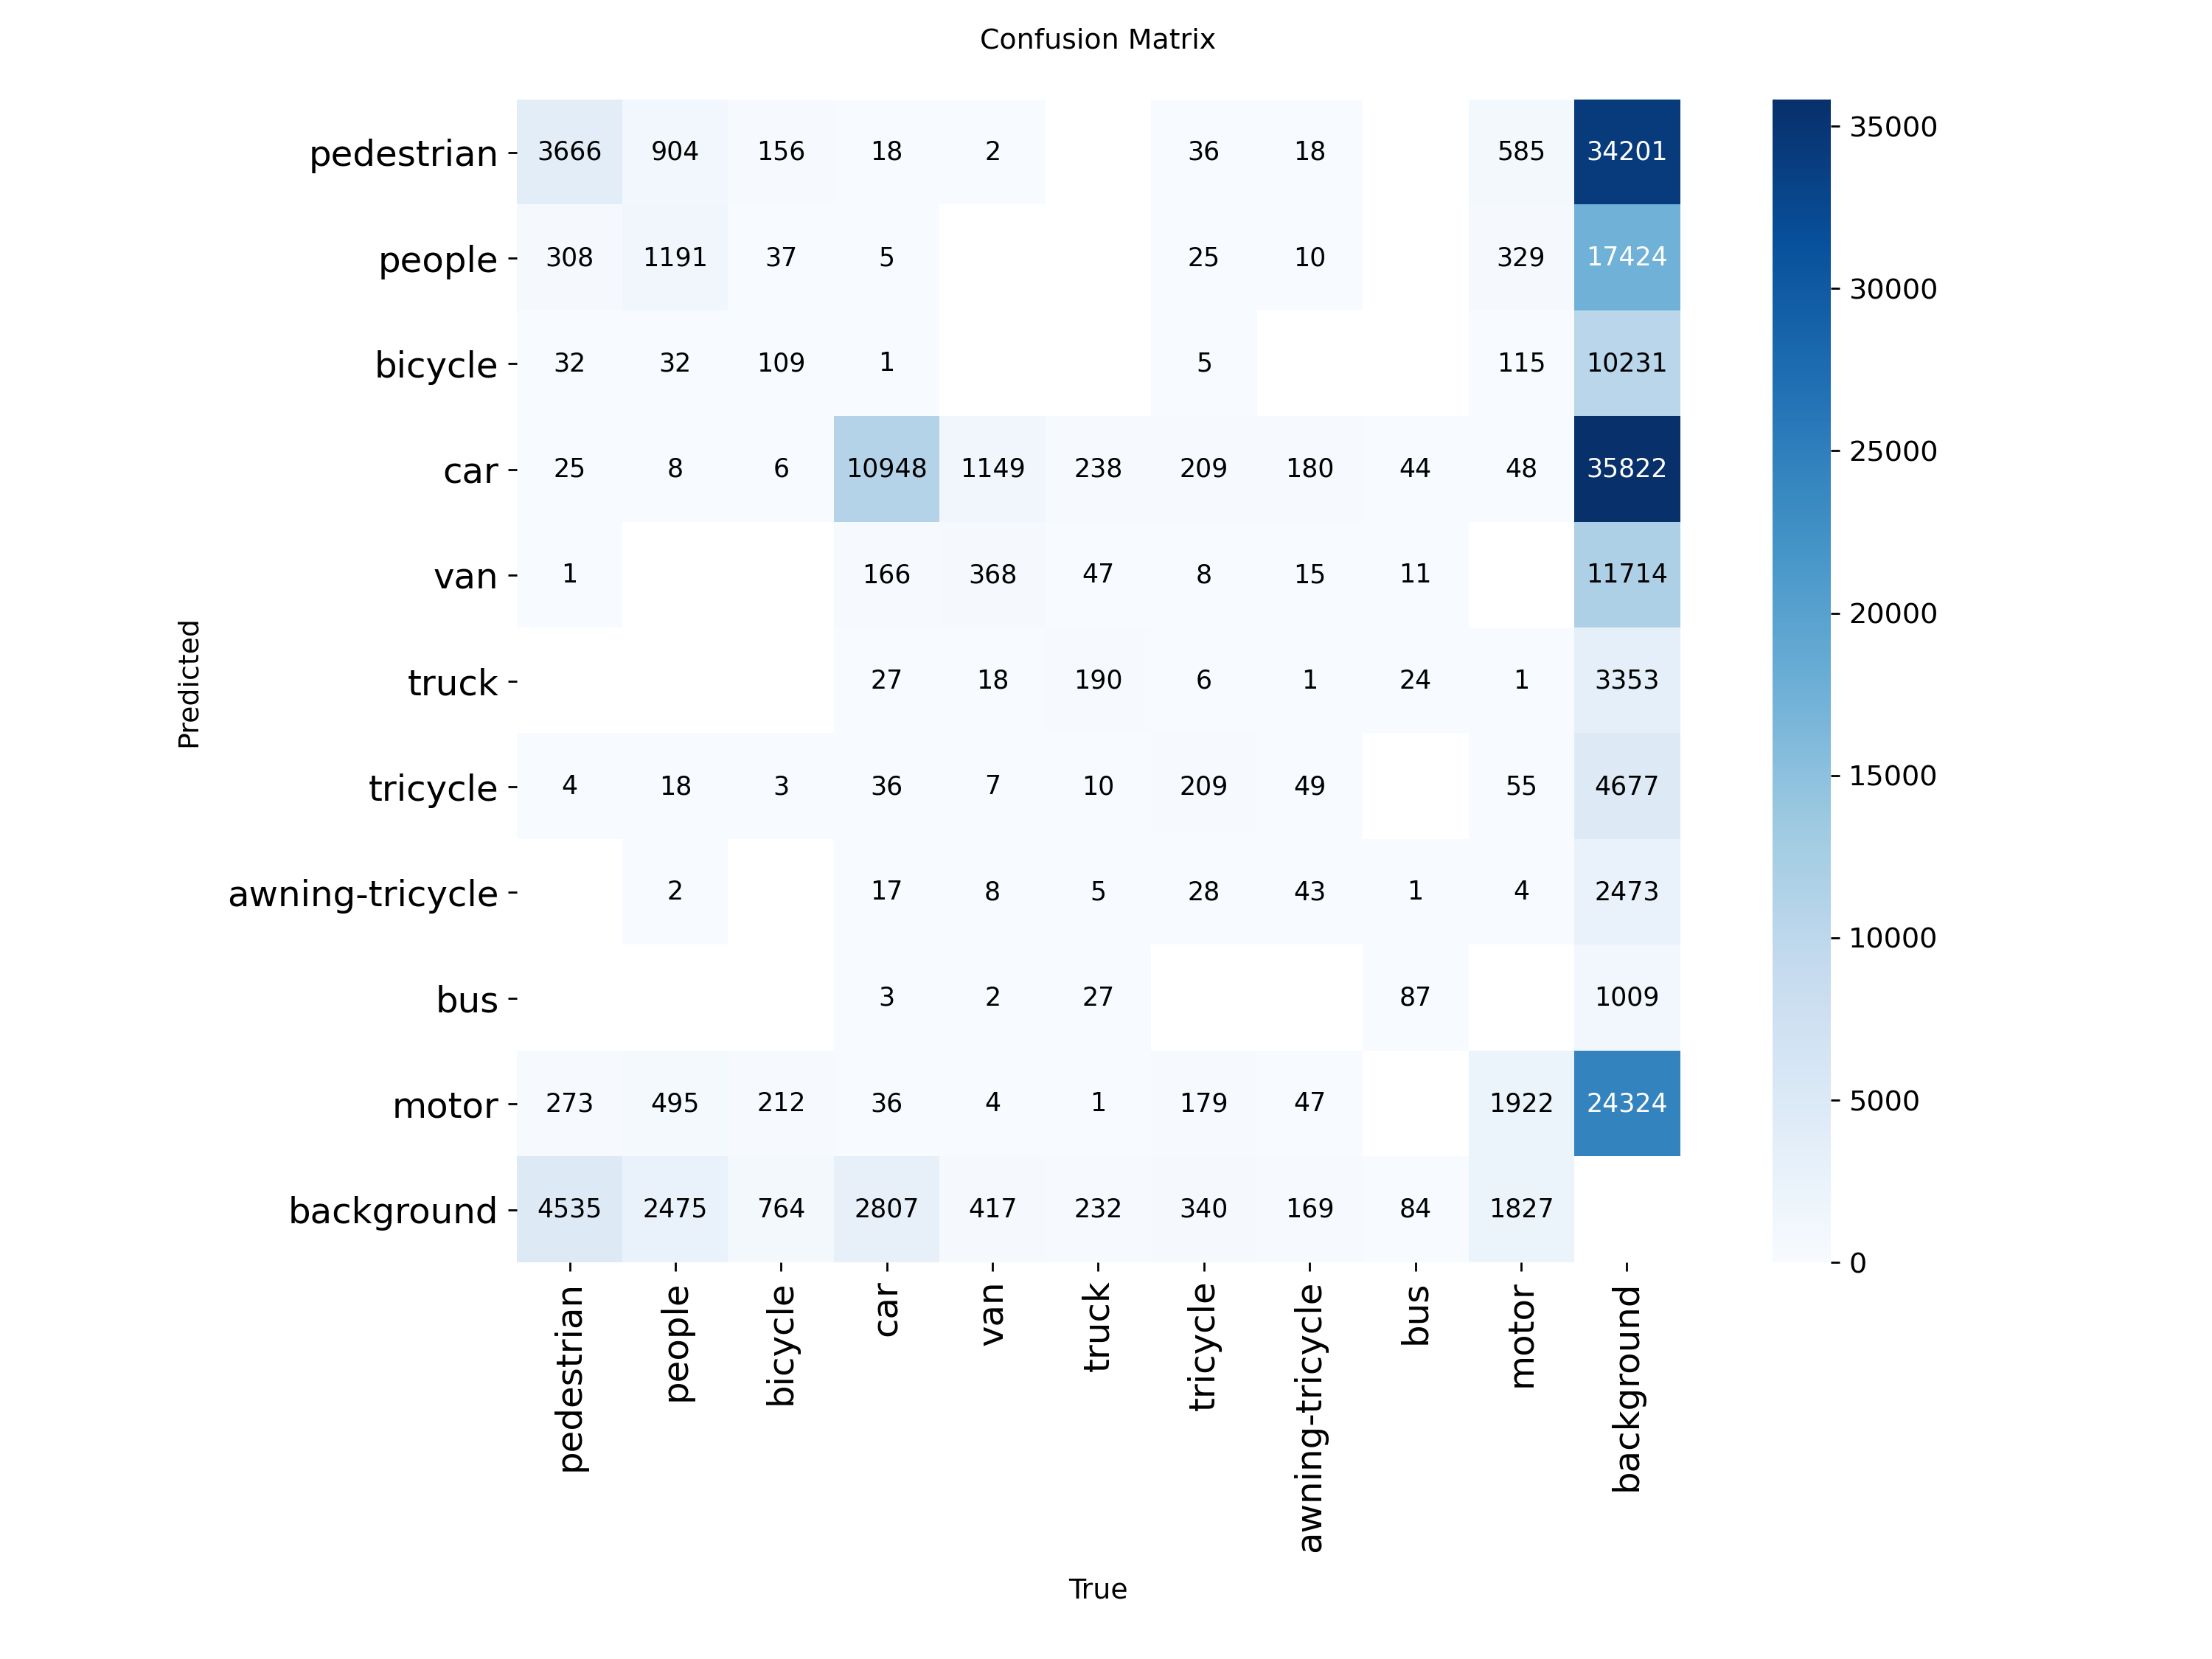 Confusion Matrix
pedestrian 3666 904 156 18 2 36 18 585 34201
people 308 1191 37 5 25 10 329 17424
bicycle 32 32 109 1 5 115 10231
car 25 8 6 10948 1149 238 209 180 44 48 35822
van 1 166 368 47 8 15 11 11714
truck 27 18 190 6 1 24 1 3353
tricycle 4 18 3 36 7 10 209 49 55 4677
awning-tricycle 2 17 8 5 28 43 1 4 2473
bus 3 2 27 87 1009
motor 273 495 212 36 4 1 179 47 1922 24324
background 4535 2475 764 2807 417 232 340 169 84 1827
Predicted
pedestrian
people
bicycle
car
van
truck
tricycle
awning-tricycle
bus
motor
background
True
35000
30000
25000
20000
15000
10000
5000
0